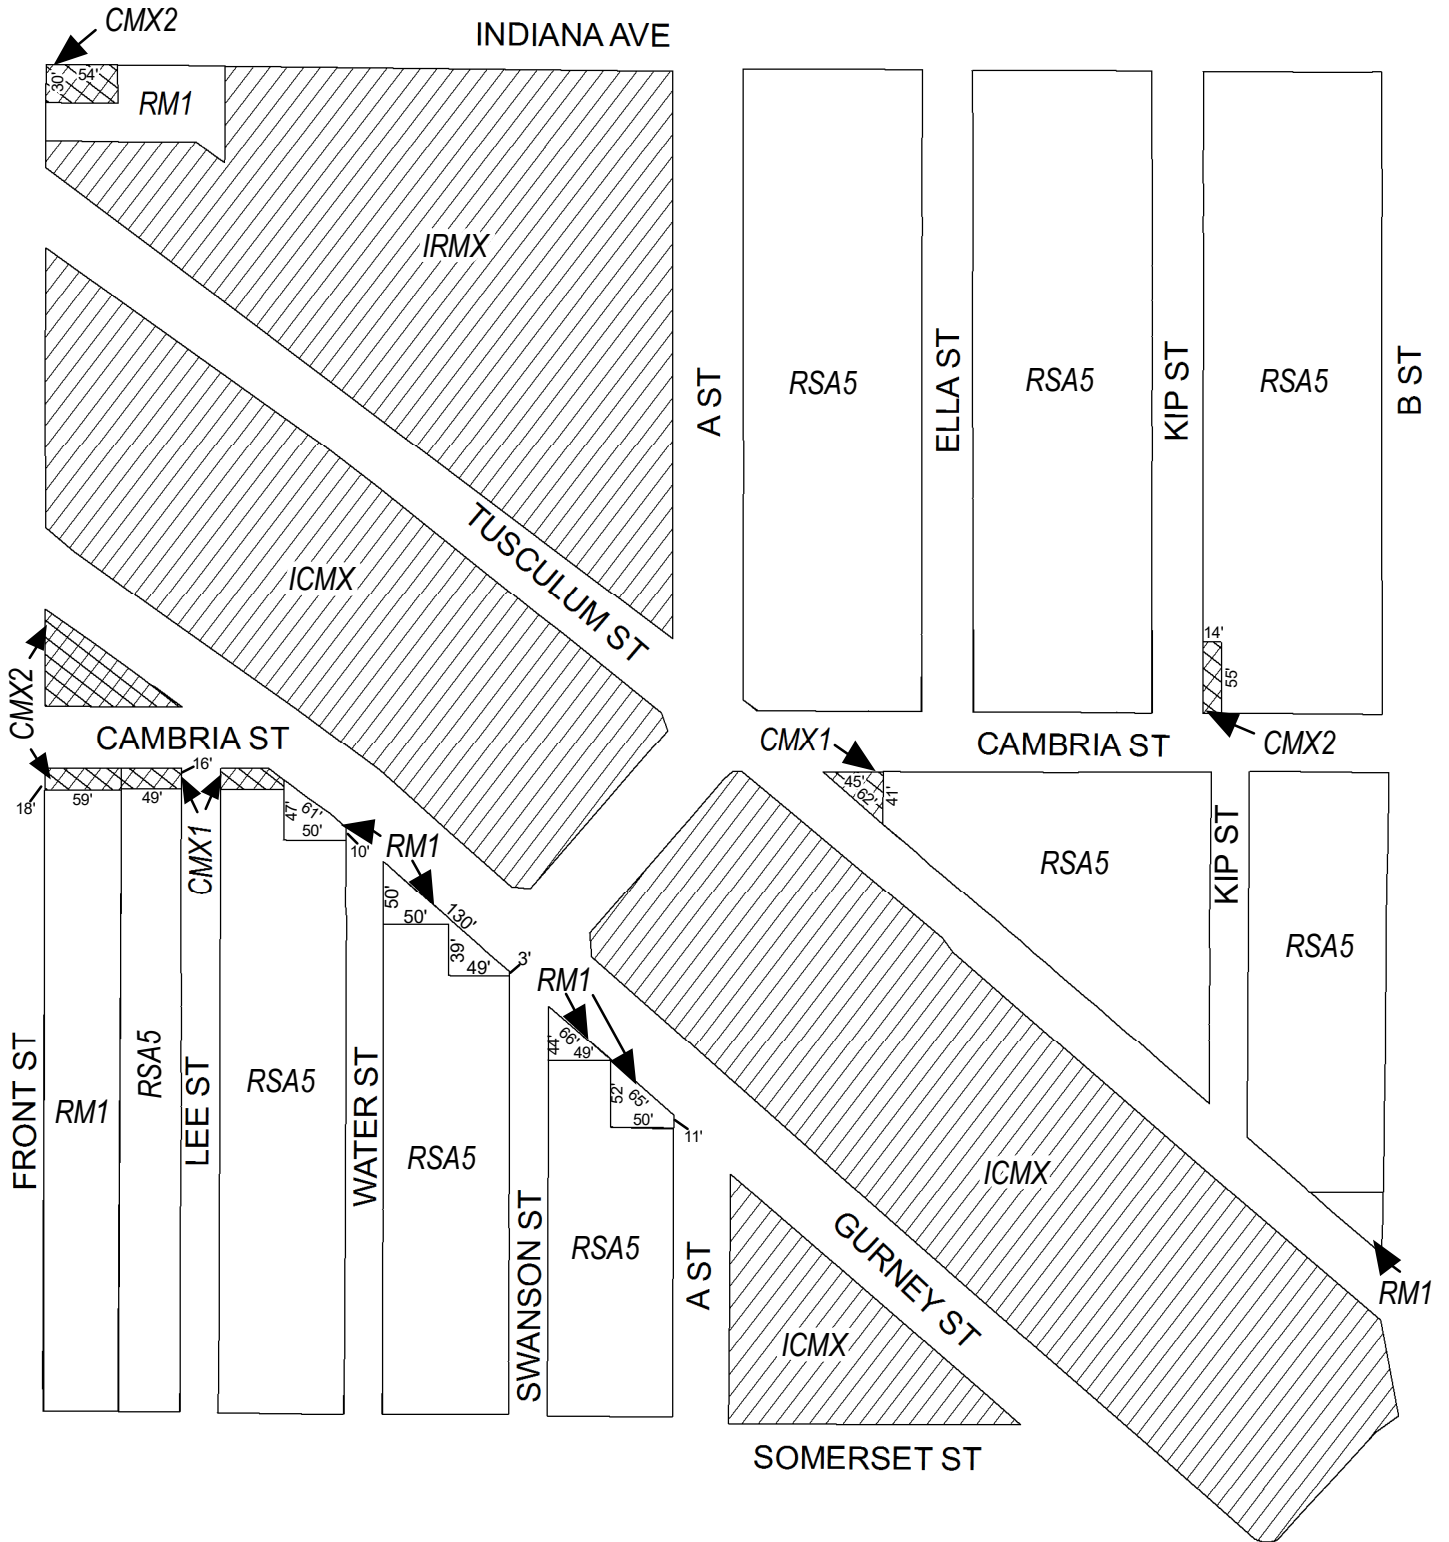 CMX2
INDIANA AVE
30'
54'
RM1
IRMX
A ST
RSA5
ELLA ST
RSA5
KIP ST
RSA5
B ST
TUSCULUM ST
ICMX
14'
55'
CMX2
CAMBRIA ST
CMX1
CAMBRIA ST
CMX2
16'
18'
59'
49'
CMX1
47'
61'
50'
10'
RM1
45'
62'
41'
RSA5
KIP ST
50'
50'
130'
39'
49'
3'
RM1
RSA5
44'
66'
49'
52'
65'
50'
11'
FRONT ST
RM1
RSA5
LEE ST
RSA5
WATER ST
RSA5
SWANSON ST
RSA5
A ST
ICMX
GURNEY ST
RM1
ICMX
SOMERSET ST